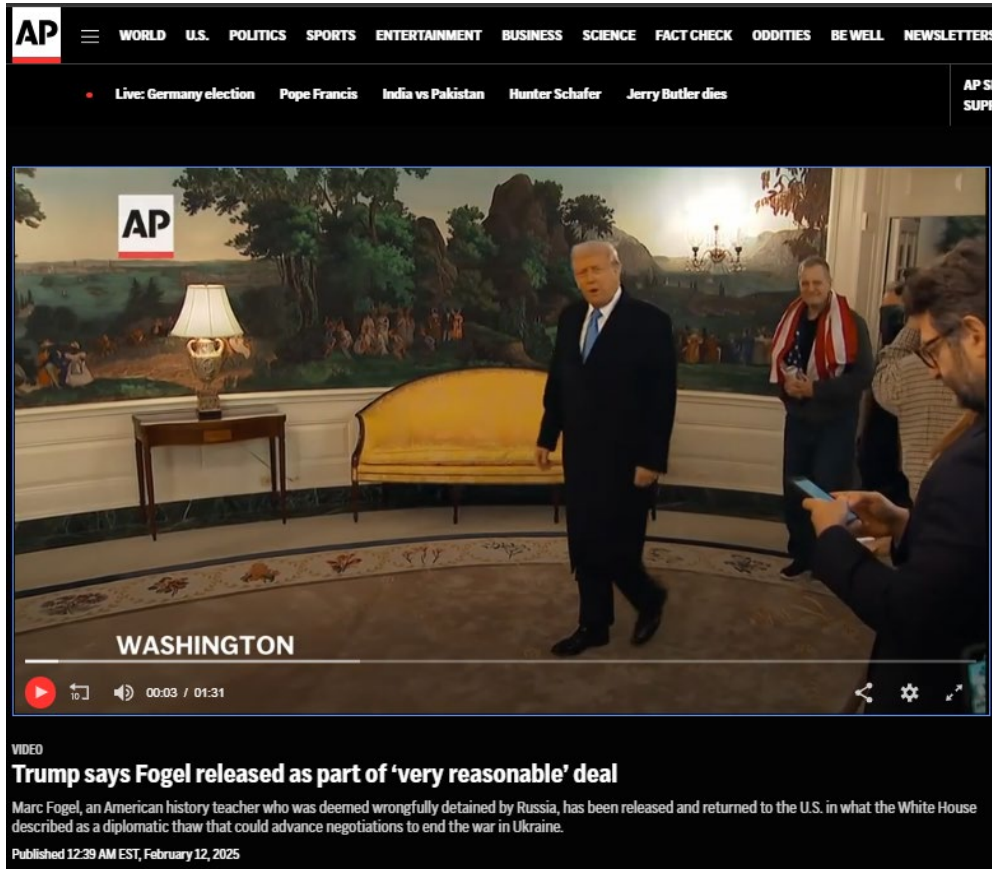 AP
WORLD U.S. POLITICS SPORTS ENTERTAINMENT BUSINESS SCIENCE FACT CHECK ODDITIES BE WELL NEWSLETTERS
Live: Germany election Pope Francis India vs Pakistan Hunter Schafer Jerry Butler dies
AP
AP
WASHINGTON
10 00:03 / 01:31
VIDEO
Trump says Fogel released as part of ‘very reasonable’ deal
Marc Fogel, an American history teacher who was deemed wrongfully detained by Russia, has been released and returned to the U.S. in what the White House
described as a diplomatic thaw that could advance negotiations to end the war in Ukraine.
Published 12:39 AM EST, February 12, 2025